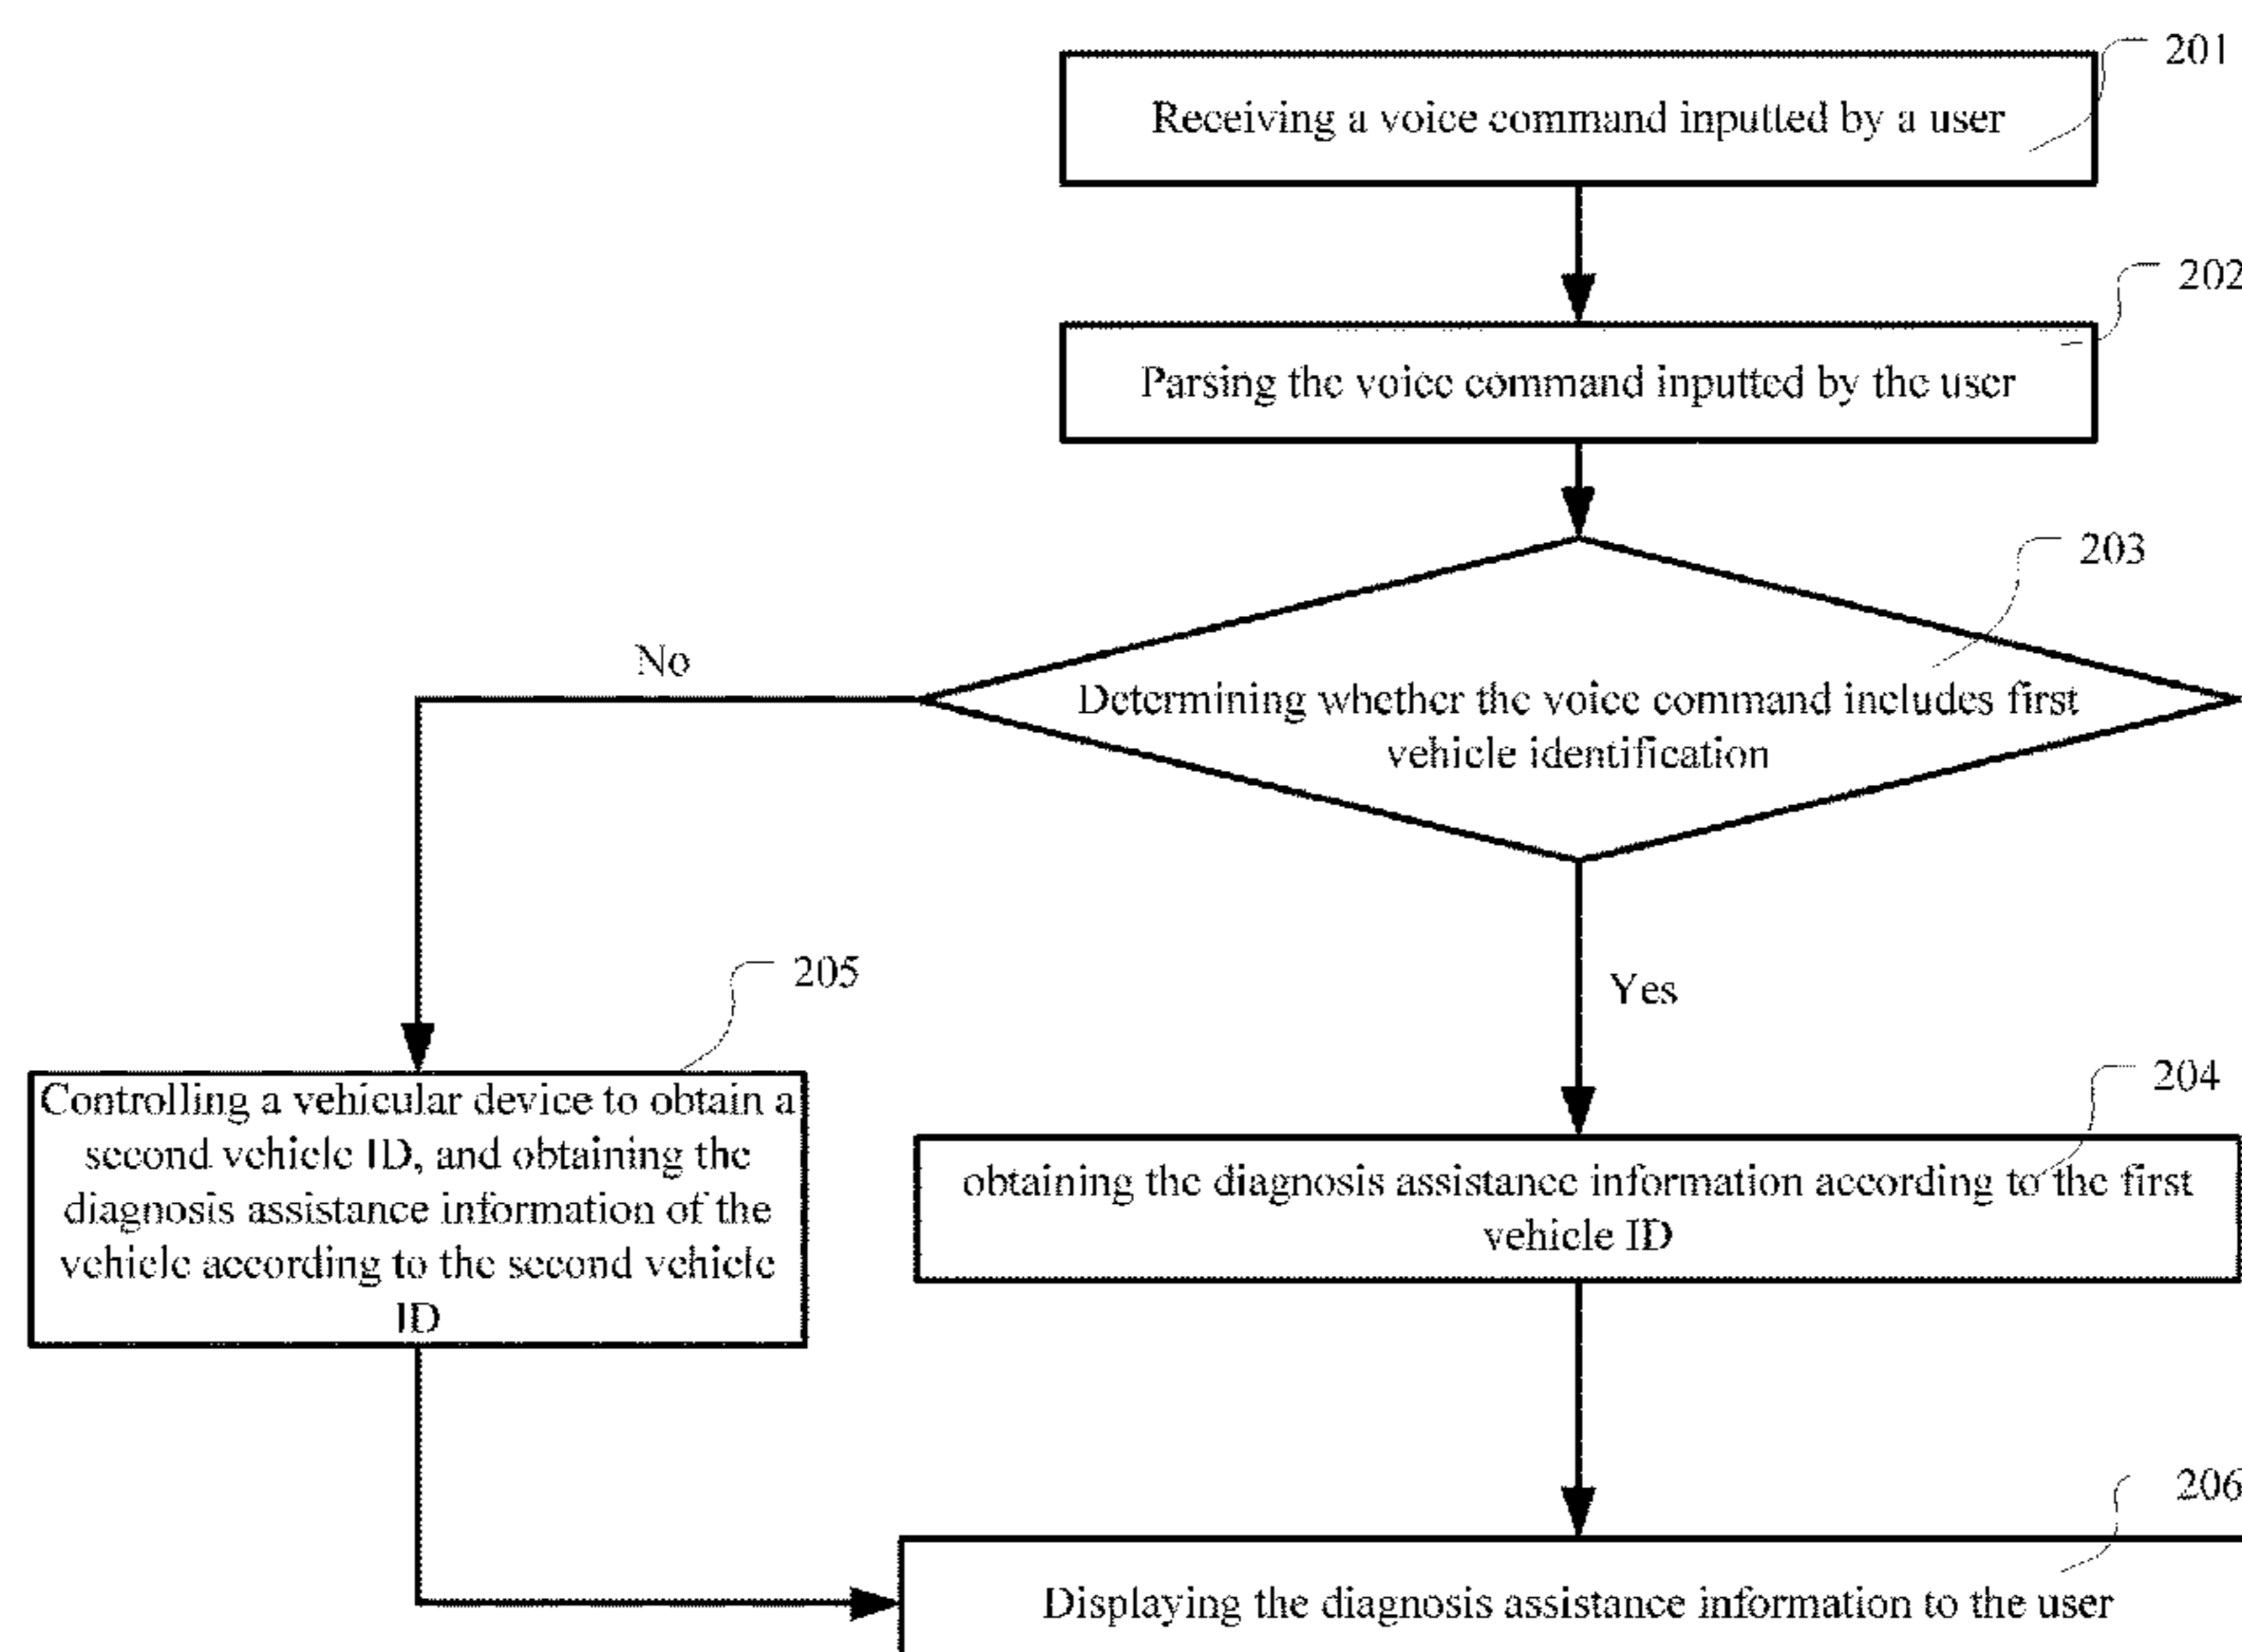 201
Receiving a voice command inputted by a user
202
Parsing the voice command inputted by the user
203
Determining whether the voice command includes first
vehicle identification
No
Yes
205
Controlling a vehicular device to obtain a
second vehicle ID, and obtaining the
diagnosis assistance information of the
vehicle according to the second vehicle
ID
204
obtaining the diagnosis assistance information according to the first
vehicle ID
206
Displaying the diagnosis assistance information to the user